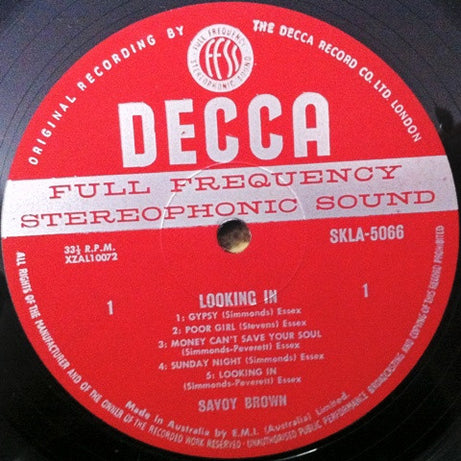 ORIGINAL RECORDING BY
THE DECCA RECORD CO. LTD. LONDON
FULL FREQUENCY
ffss
STEREOPHONIC SOUND
DECCA
FULL FREQUENCY
STEREOPHONIC SOUND
33⅓ R.P.M.
XZAL10072
SKLA-5066
1
1
LOOKING IN
1: GYPSY (Simmonds) Essex
2: POOR GIRL (Stevens) Essex
3: MONEY CAN'T SAVE YOUR SOUL
(Simmonds-Peverett) Essex
4: SUNDAY NIGHT (Simmonds) Essex
5: LOOKING IN
(Simmonds-Peverett) Essex
SAVOY BROWN
Made in Australia by E.M.I. (Australia) Limited.
ALL RIGHTS OF THE MANUFACTURER AND OF THE OWNER OF THE RECORDED WORK RESERVED - UNAUTHORISED PUBLIC PERFORMANCE BROADCASTING AND COPYING OF THIS RECORD PROHIBITED